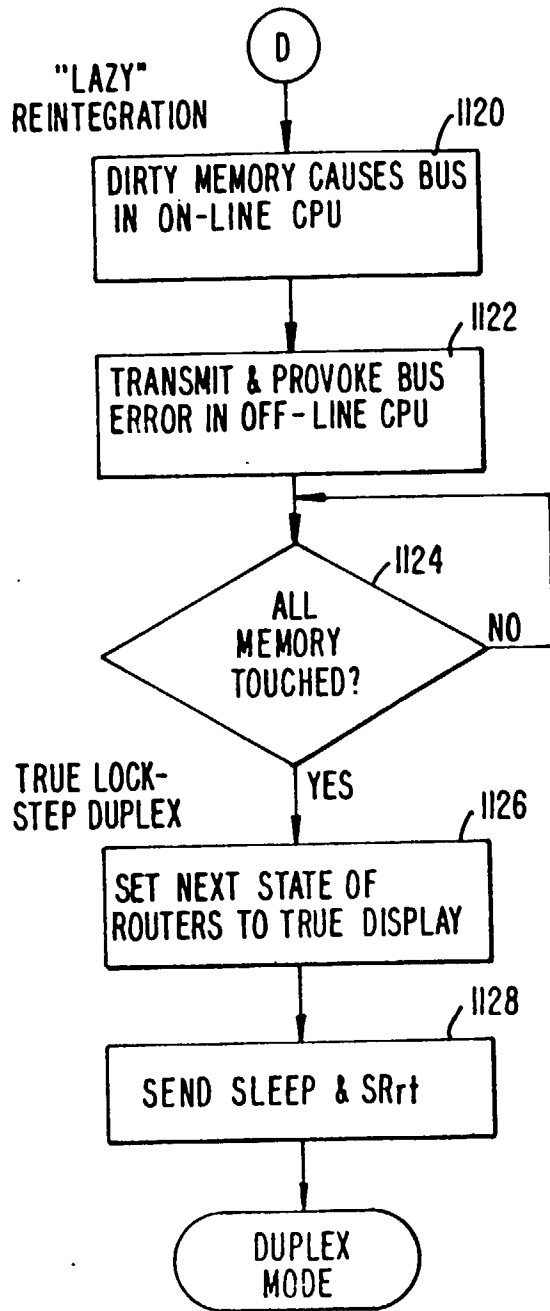 D
"LAZY"
REINTEGRATION
1120
DIRTY MEMORY CAUSES BUS
IN ON-LINE CPU
1122
TRANSMIT & PROVOKE BUS
ERROR IN OFF-LINE CPU
1124
ALL
MEMORY
TOUCHED?
NO
TRUE LOCK-
STEP DUPLEX
YES
1126
SET NEXT STATE OF
ROUTERS TO TRUE DISPLAY
1128
SEND SLEEP & SRrt
DUPLEX
MODE